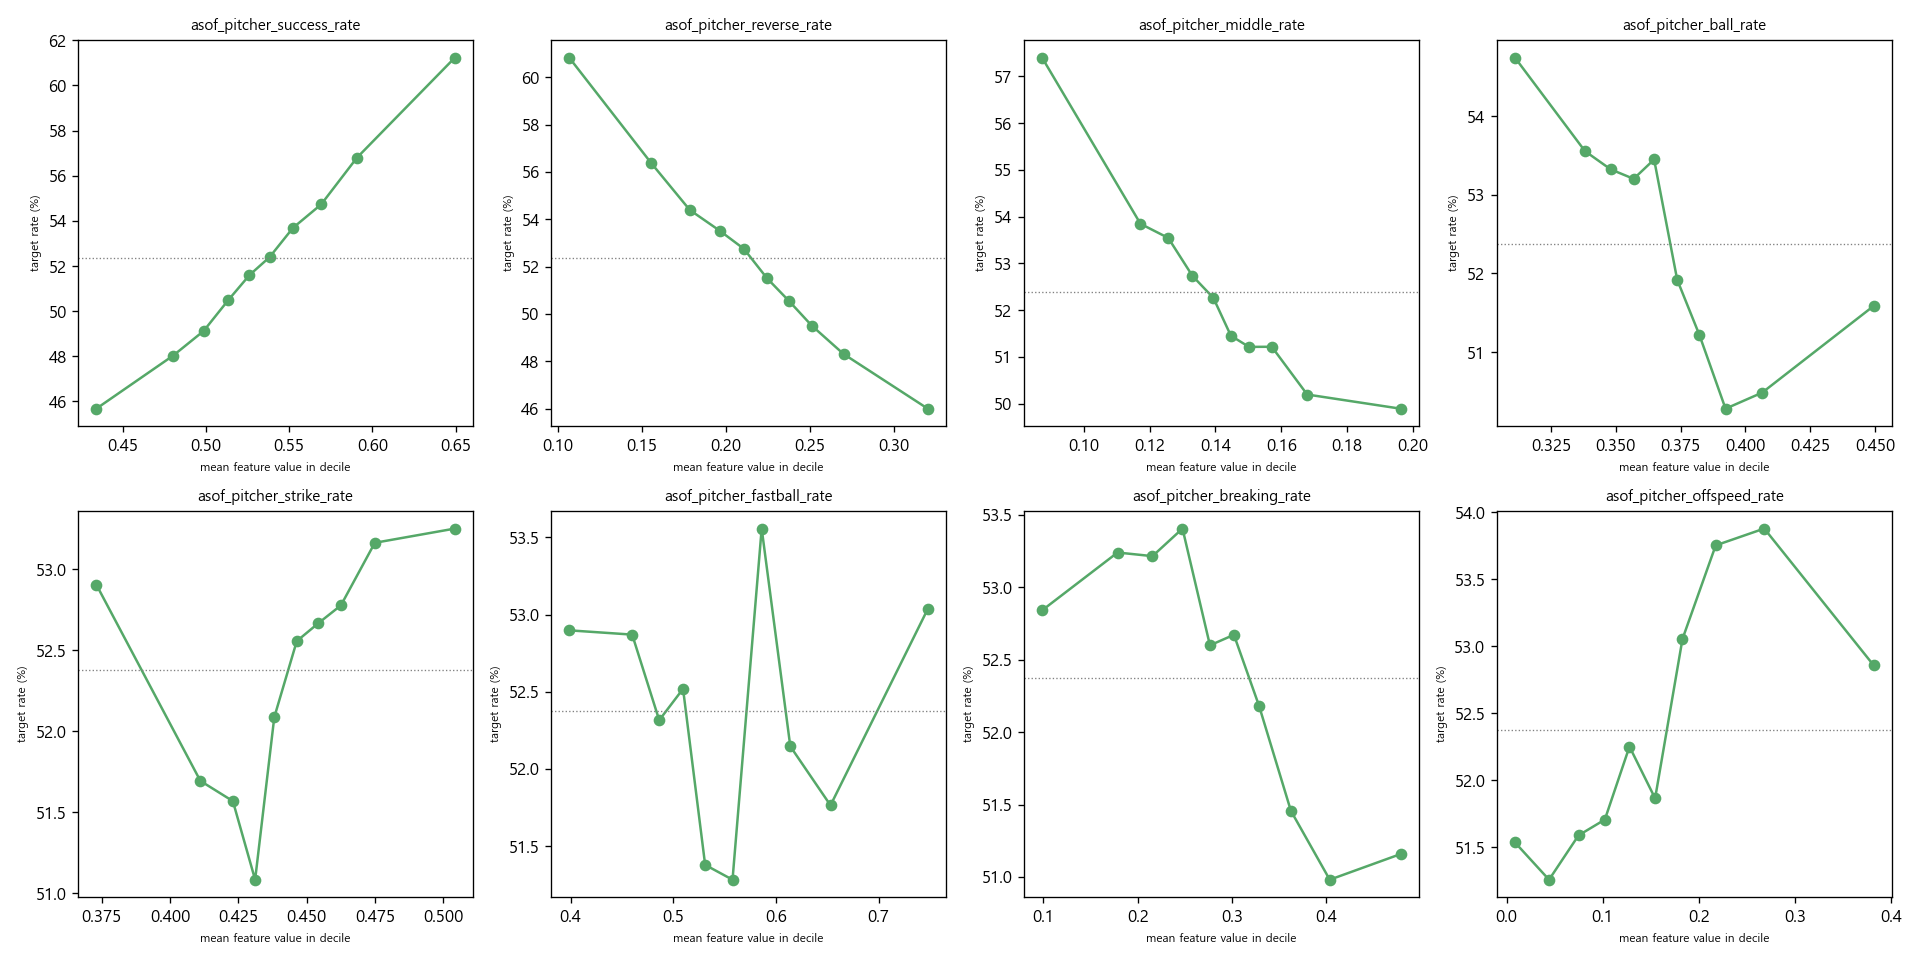 asof_pitcher_success_rate
62
60
58
56
54
52
50
48
46
target rate (%)
0.45 0.50 0.55 0.60 0.65
mean feature value in decile
asof_pitcher_reverse_rate
60
58
56
54
52
50
48
46
target rate (%)
0.10 0.15 0.20 0.25 0.30
mean feature value in decile
asof_pitcher_middle_rate
57
56
55
54
53
52
51
50
target rate (%)
0.10 0.12 0.14 0.16 0.18 0.20
mean feature value in decile
asof_pitcher_ball_rate
54
53
52
51
target rate (%)
0.325 0.350 0.375 0.400 0.425 0.450
mean feature value in decile
asof_pitcher_strike_rate
53.0
52.5
52.0
51.5
51.0
target rate (%)
0.375 0.400 0.425 0.450 0.475 0.500
mean feature value in decile
asof_pitcher_fastball_rate
53.5
53.0
52.5
52.0
51.5
target rate (%)
0.4 0.5 0.6 0.7
mean feature value in decile
asof_pitcher_breaking_rate
53.5
53.0
52.5
52.0
51.5
51.0
target rate (%)
0.1 0.2 0.3 0.4
mean feature value in decile
asof_pitcher_offspeed_rate
54.0
53.5
53.0
52.5
52.0
51.5
target rate (%)
0.0 0.1 0.2 0.3 0.4
mean feature value in decile